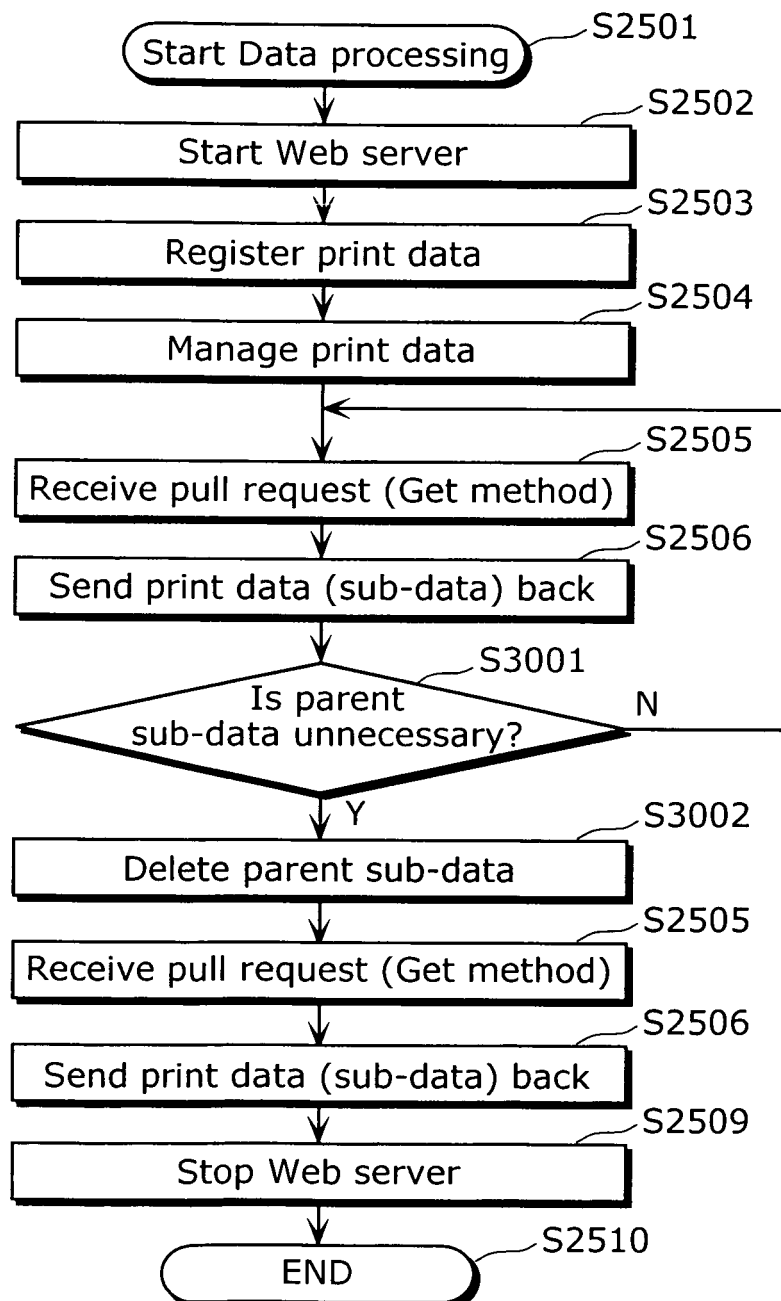 S2501
Start Data processing
S2502
Start Web server
S2503
Register print data
S2504
Manage print data
S2505
Receive pull request (Get method)
S2506
Send print data (sub-data) back
S3001
Is parent
sub-data unnecessary?
N
Y
S3002
Delete parent sub-data
S2505
Receive pull request (Get method)
S2506
Send print data (sub-data) back
S2509
Stop Web server
S2510
END